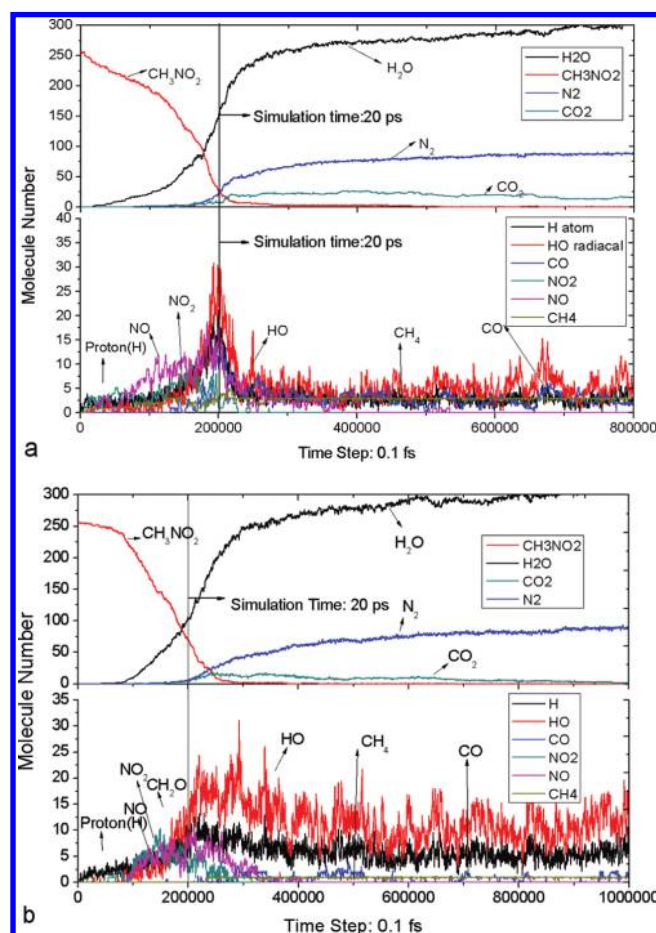 300
250
200
150
100
50
0
CH₃NO₂
H₂O
Simulation time:20 ps
N₂
CO₂
H2O
CH3NO2
N2
CO2
Molecule Number
40
35
30
25
20
15
10
5
0
Simulation time:20 ps
NO₂
NO
Proton(H)
HO
CH₄
CO
H atom
HO radiacal
CO
NO2
NO
CH4
0 200000 400000 600000 800000
Time Step: 0.1 fs
a
300
250
200
150
100
50
0
CH₃NO₂
H₂O
Simulation Time: 20 ps
N₂
CO₂
CH3NO2
H2O
CO2
N2
Molecule Number
35
30
25
20
15
10
5
0
NO₂
CH₂O
NO
Proton(H)
HO
CH₄
CO
H
HO
CO
NO2
NO
CH4
0 200000 400000 600000 800000 1000000
Time Step: 0.1 fs
b